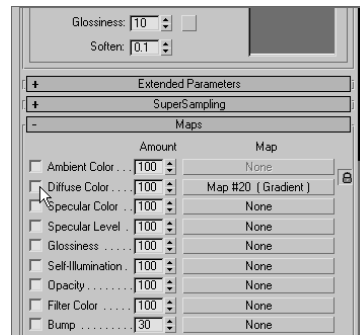 Glossiness: 10
Soften: 0.1
+ Extended Parameters
+ SuperSampling
- Maps
Amount Map
Ambient Color . . . 100 None
Diffuse Color . . . . 100 Map #20 ( Gradient )
Specular Color . . 100 None
Specular Level . 100 None
Glossiness . . . . . 100 None
Self-Illumination . 100 None
Opacity . . . . . . . . 100 None
Filter Color . . . . . 100 None
Bump . . . . . . . . . 30 None